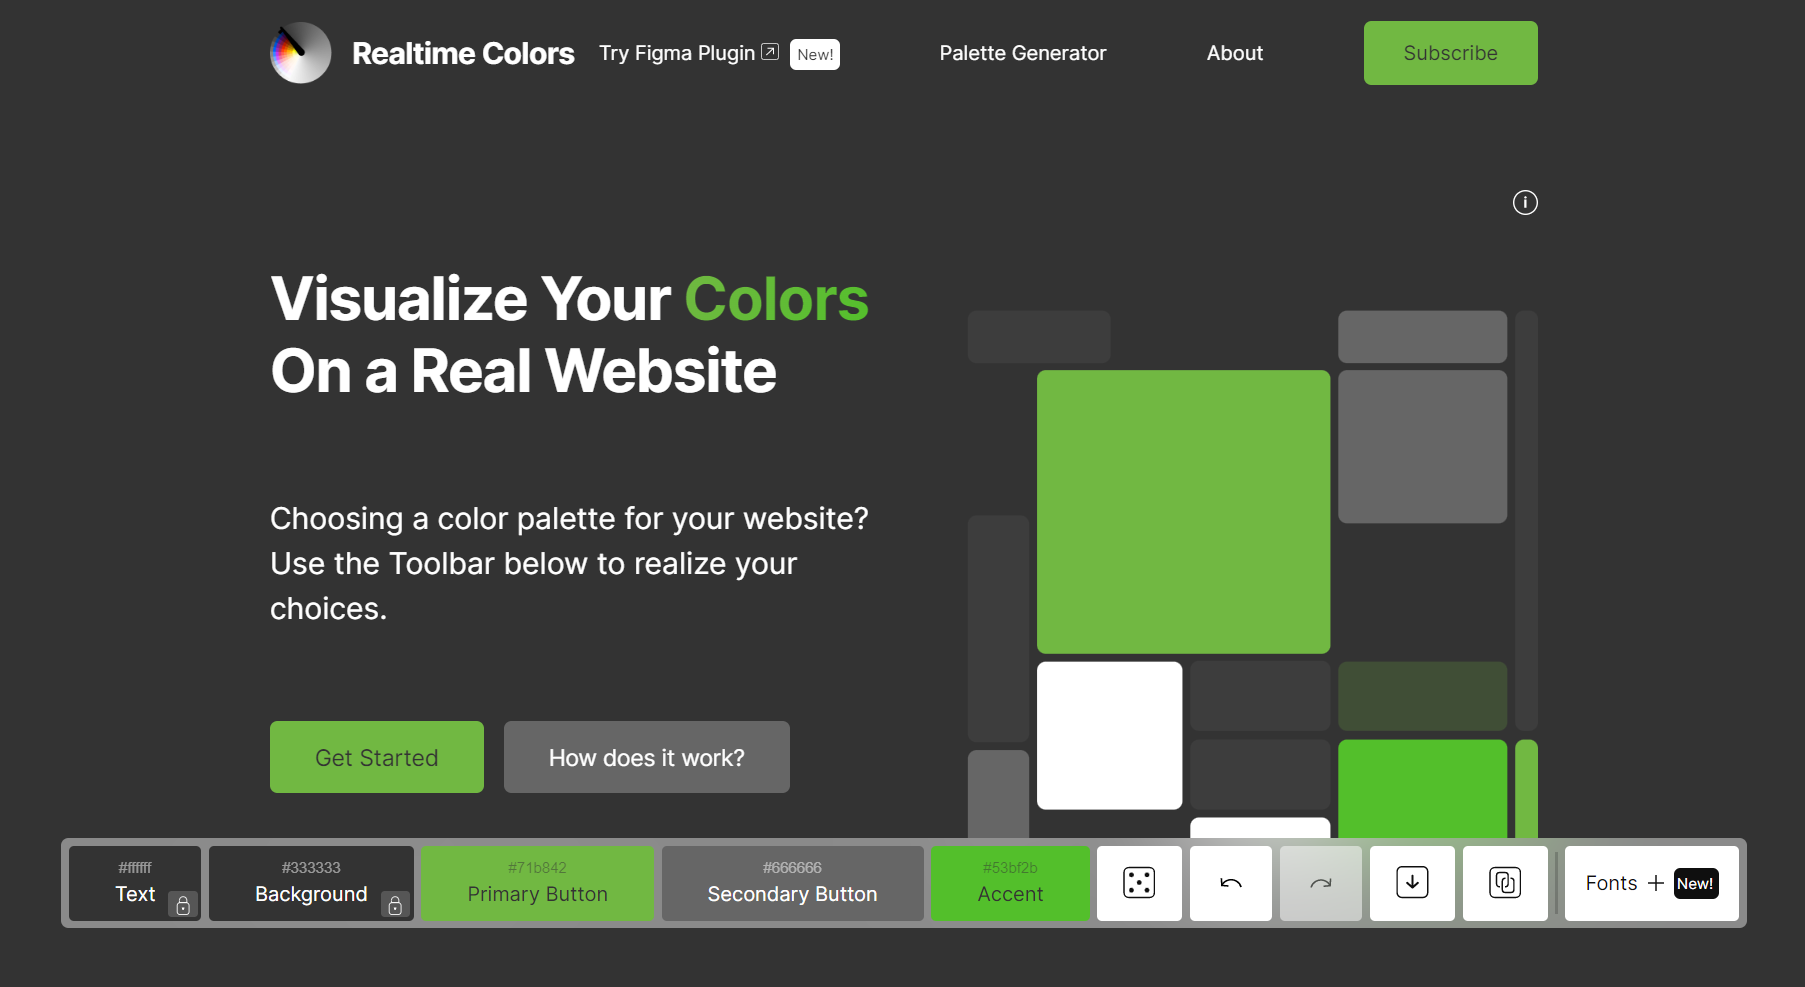 Realtime Colors
Try Figma Plugin
New!
Palette Generator
About
Subscribe
Visualize Your Colors
On a Real Website
Choosing a color palette for your website?
Use the Toolbar below to realize your
choices.
Get Started
How does it work?
#ffffff
Text
#333333
Background
#71b842
Primary Button
#666666
Secondary Button
#53bf2b
Accent
Fonts
New!